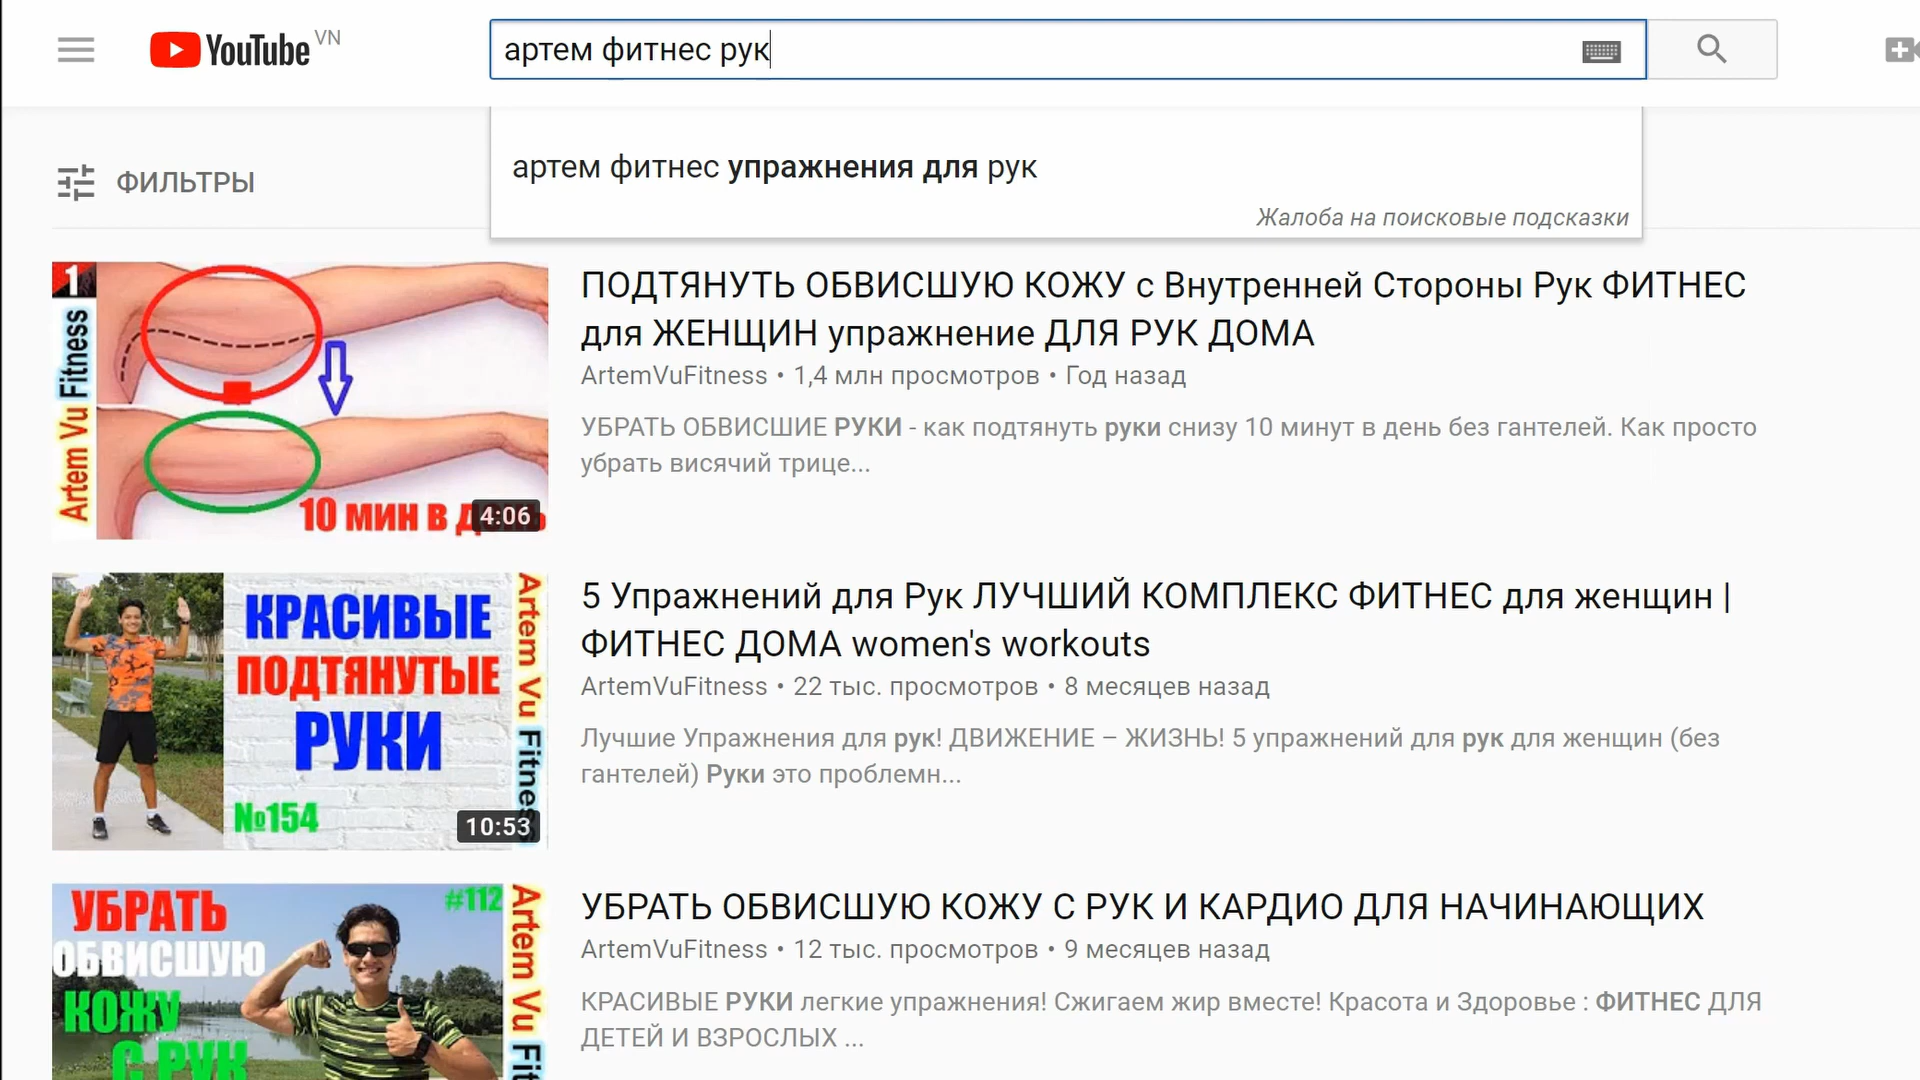 YouTube VN
артем фитнес рук
артем фитнес упражнения для рук
Жалоба на поисковые подсказки
ФИЛЬТРЫ
1
Artem Vu Fitness
10 мин в
4:06
ПОДТЯНУТЬ ОБВИСШУЮ КОЖУ с Внутренней Стороны Рук ФИТНЕС
для ЖЕНЩИН упражнение ДЛЯ РУК ДОМА
ArtemVuFitness • 1,4 млн просмотров • Год назад
УБРАТЬ ОБВИСШИЕ РУКИ - как подтянуть руки снизу 10 минут в день без гантелей. Как просто
убрать висячий трице...
КРАСИВЫЕ
ПОДТЯНУТЫЕ
РУКИ
№154
Artem Vu Fitness
10:53
5 Упражнений для Рук ЛУЧШИЙ КОМПЛЕКС ФИТНЕС для женщин |
ФИТНЕС ДОМА women's workouts
ArtemVuFitness • 22 тыс. просмотров • 8 месяцев назад
Лучшие Упражнения для рук! ДВИЖЕНИЕ – ЖИЗНЬ! 5 упражнений для рук для женщин (без
гантелей) Руки это проблемн...
УБРАТЬ
ОБВИСШУЮ
КОЖУ
С РУК
#112
Artem Vu Fit
УБРАТЬ ОБВИСШУЮ КОЖУ С РУК И КАРДИО ДЛЯ НАЧИНАЮЩИХ
ArtemVuFitness • 12 тыс. просмотров • 9 месяцев назад
КРАСИВЫЕ РУКИ легкие упражнения! Сжигаем жир вместе! Красота и Здоровье : ФИТНЕС ДЛЯ
ДЕТЕЙ И ВЗРОСЛЫХ ...